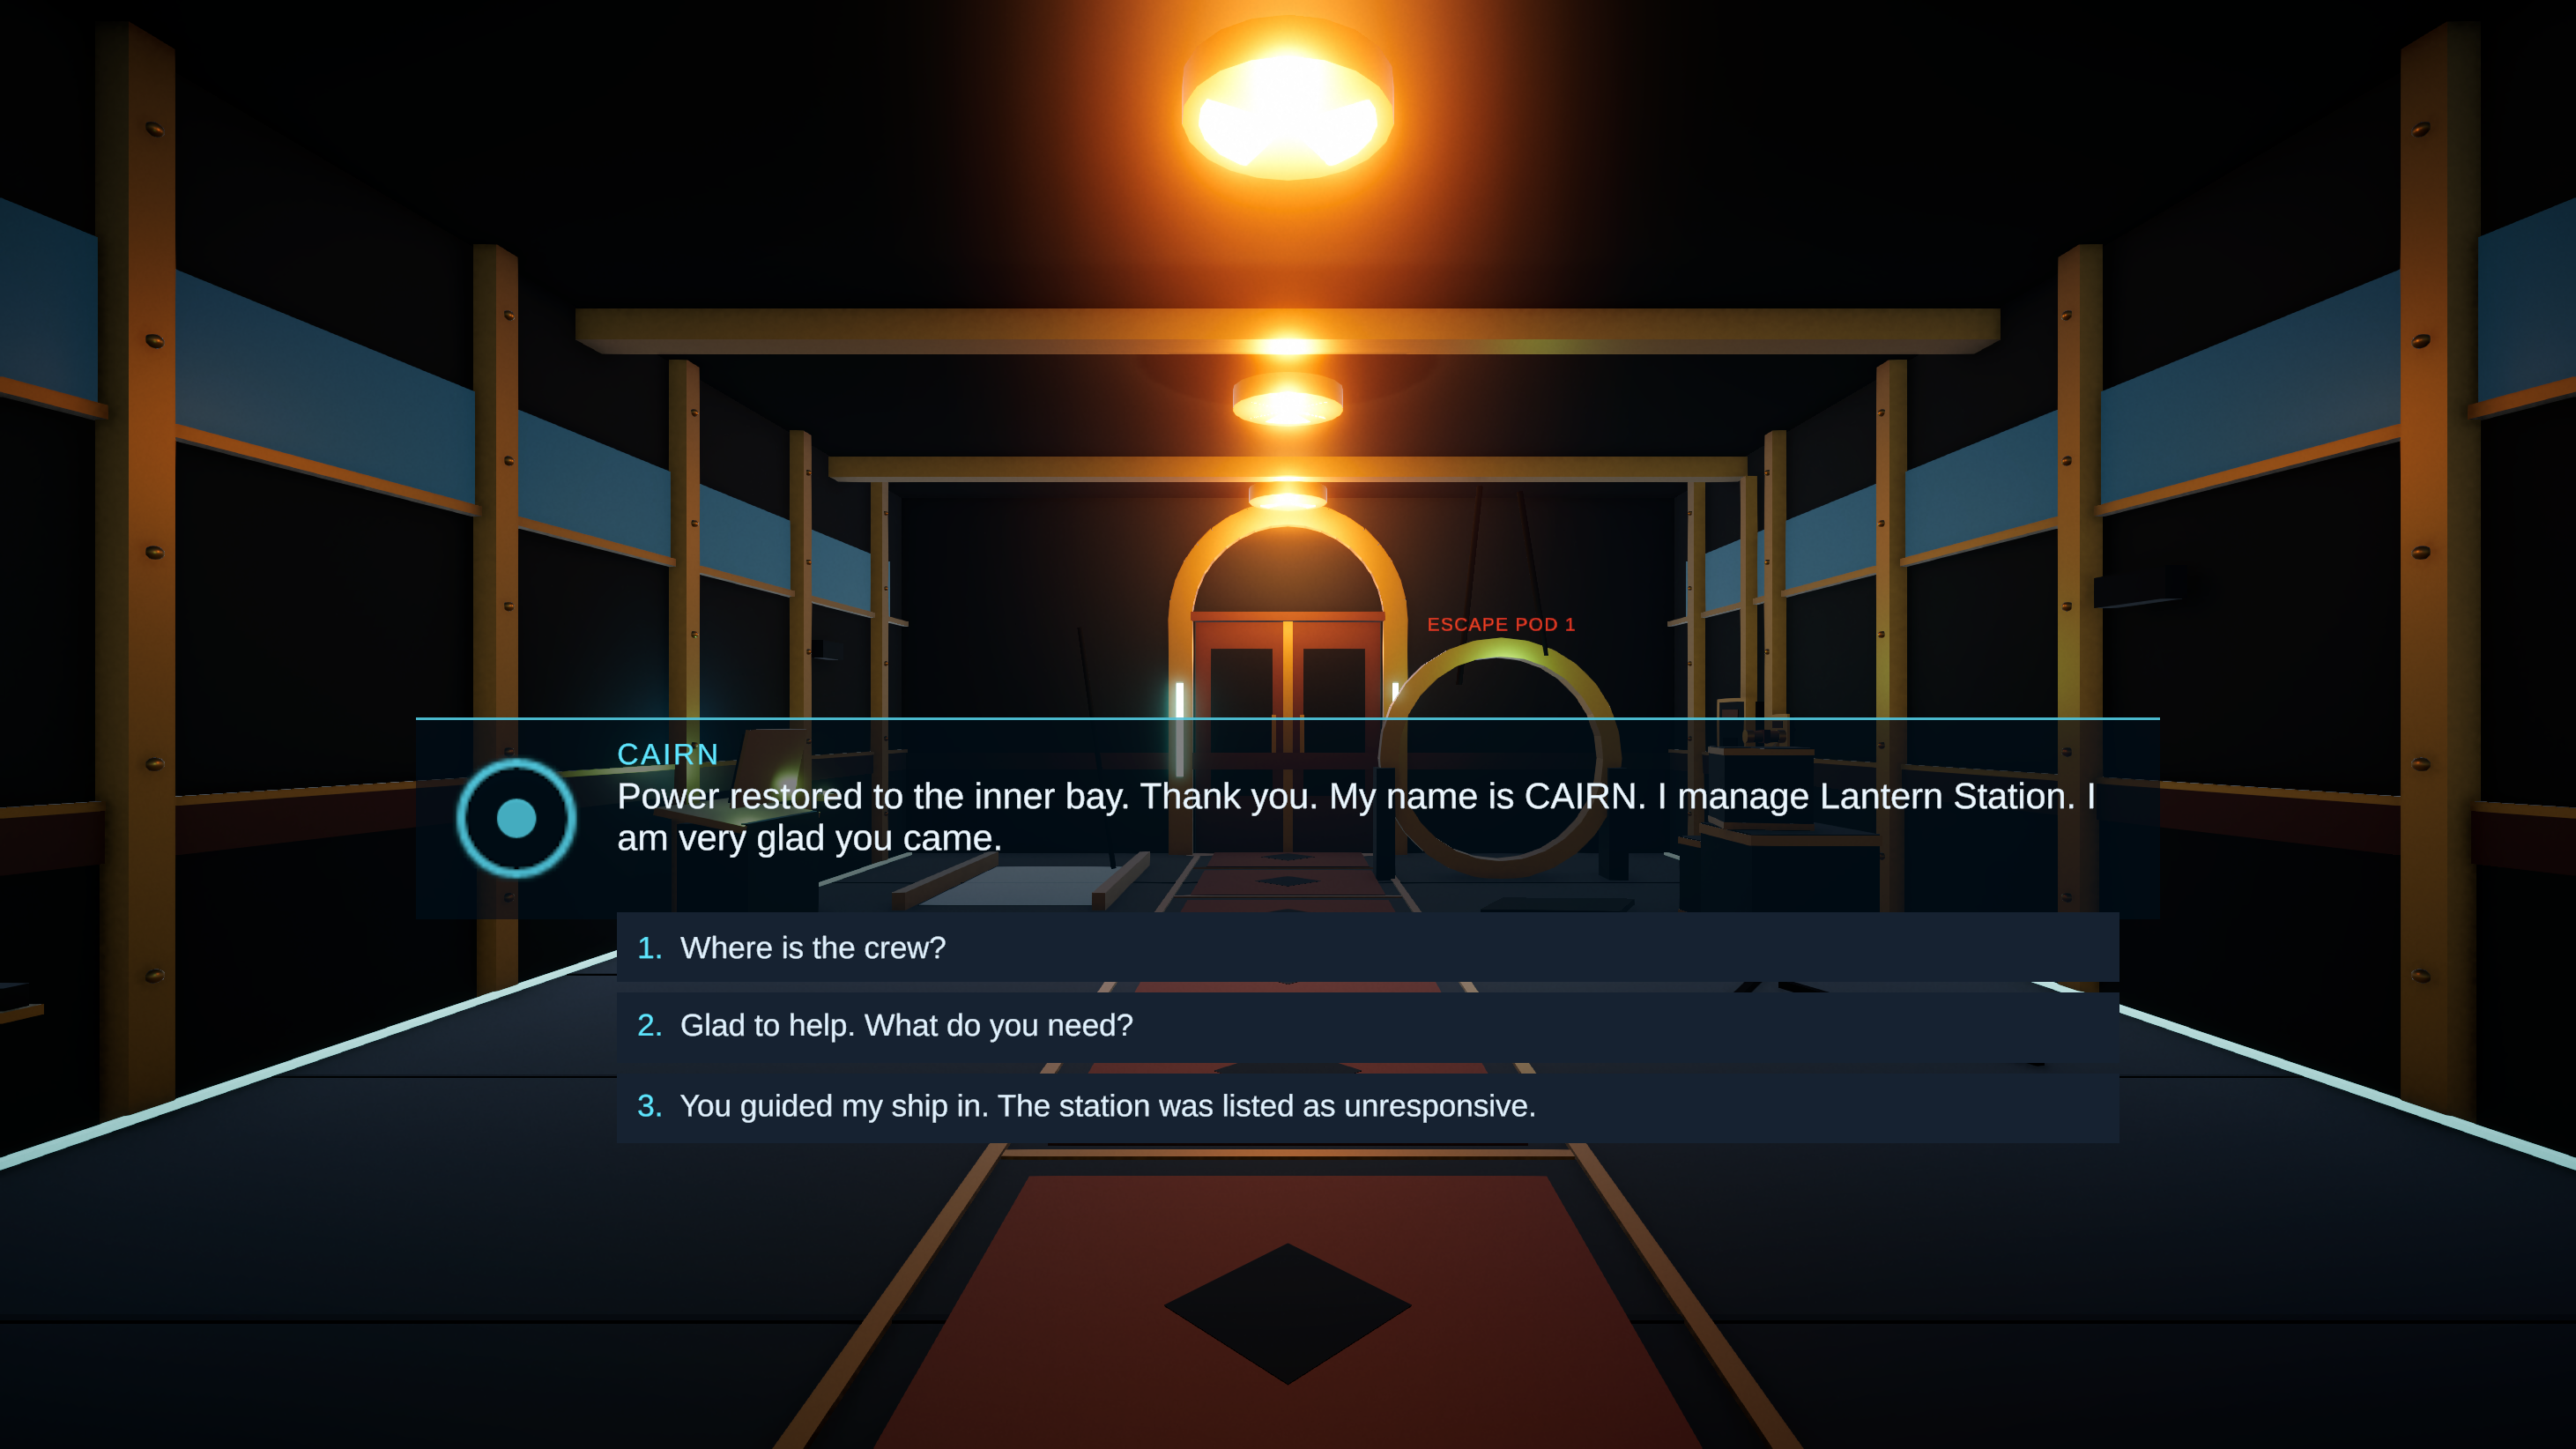 ESCAPE POD 1
CAIRN
Power restored to the inner bay. Thank you. My name is CAIRN. I manage Lantern Station. I
am very glad you came.
1. Where is the crew?
2. Glad to help. What do you need?
3. You guided my ship in. The station was listed as unresponsive.